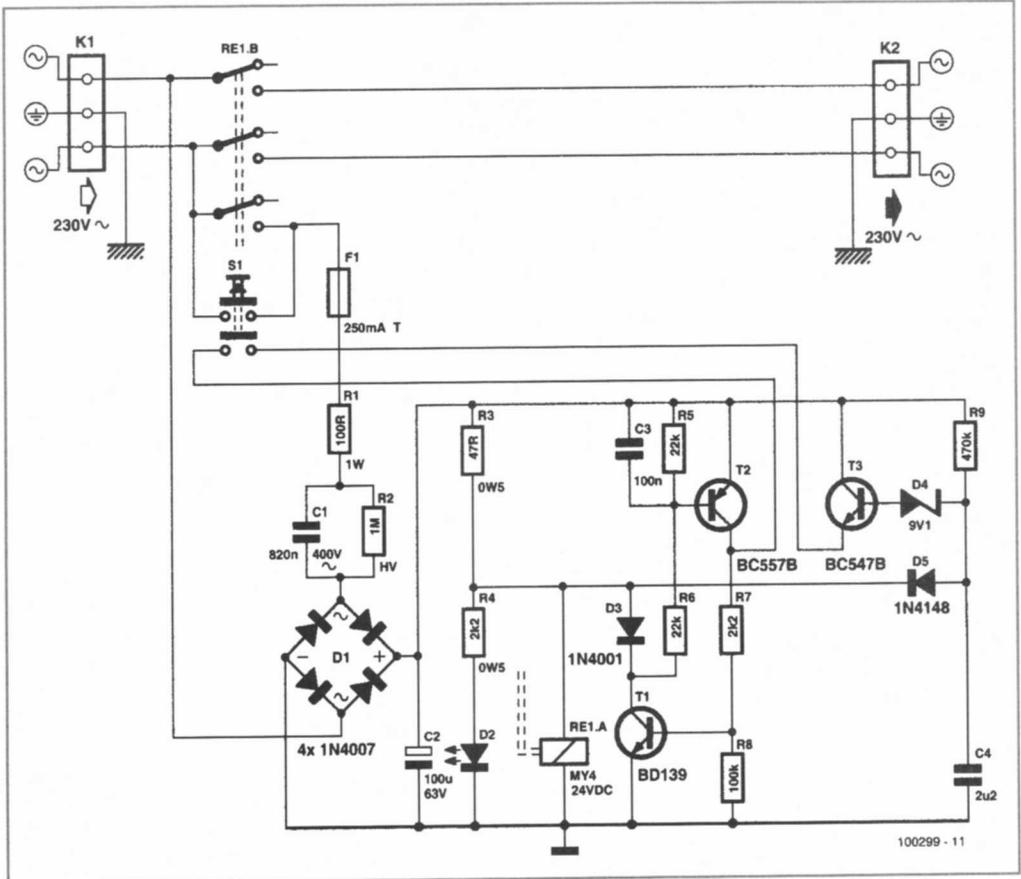 K1
RE1.B
K2
230V ~
230V ~
S1
F1
250mA T
R1
100R
1W
C1
820n
400V
~
R2
1M
HV
D1
~
~
-
+
4x 1N4007
C2
100u
63V
R3
47R
0W5
R4
2k2
0W5
D2
C3
100n
R5
22k
T2
BC557B
T3
BC547B
D4
9V1
R9
470k
D5
1N4148
D3
1N4001
R6
22k
R7
2k2
RE1.A
MY4
24VDC
T1
BD139
R8
100k
C4
2u2
100299 - 11